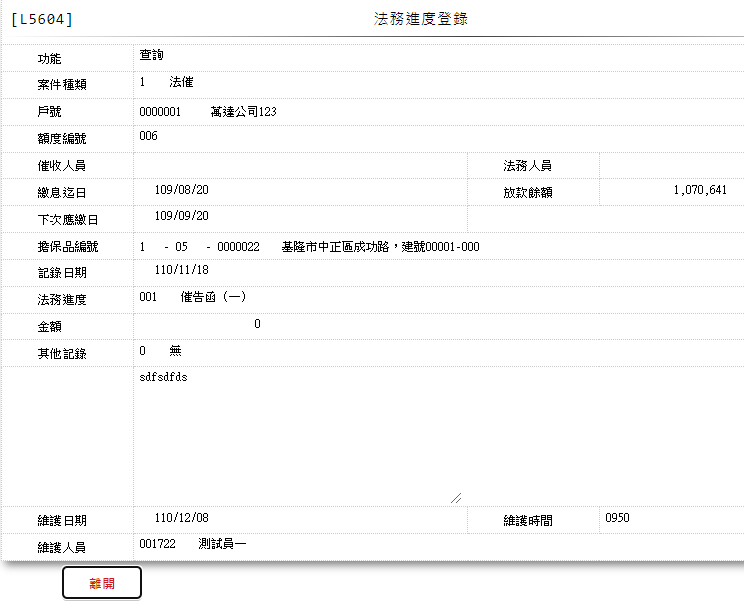 [L5604] 法務進度登錄
功能 查詢
案件種類 1 法催
戶號 0000001 萬達公司123
額度編號 006
催收人員 法務人員
繳息迄日 109/08/20 放款餘額 1,070,641
下次應繳日 109/09/20
擔保品編號 1 - 05 - 0000022 基隆市中正區成功路，建號00001-000
記錄日期 110/11/18
法務進度 001 催告函（一）
金額 0
其他記錄 0 無
sdfsdfds
維護日期 110/12/08 維護時間 0950
維護人員 001722 測試員一
離開